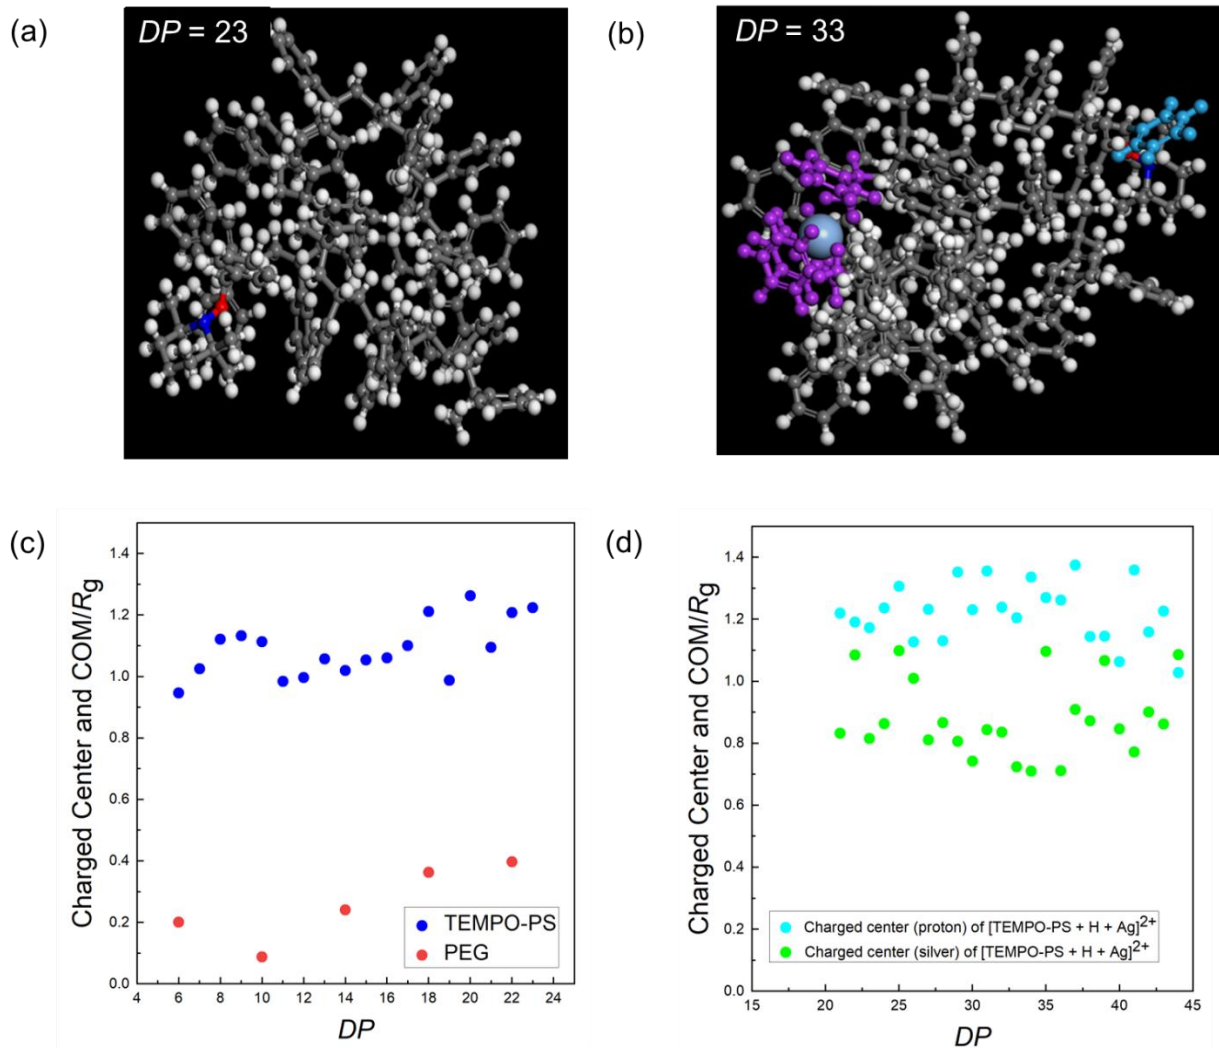 (a)
DP = 23
(b)
DP = 33
(c)
Charged Center and COM/Rg
1.4
1.2
1.0
0.8
0.6
0.4
0.2
0.0
TEMPO-PS
PEG
4 6 8 10 12 14 16 18 20 22 24
DP
(d)
Charged Center and COM/Rg
1.4
1.2
1.0
0.8
0.6
0.4
0.2
0.0
Charged center (proton) of [TEMPO-PS + H + Ag]²⁺
Charged center (silver) of [TEMPO-PS + H + Ag]²⁺
15 20 25 30 35 40 45
DP